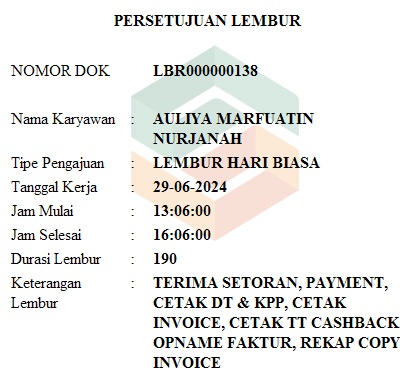 PERSETUJUAN LEMBUR
NOMOR DOK LBR000000138
Nama Karyawan : AULIYA MARFUATIN
NURJANAH
Tipe Pengajuan : LEMBUR HARI BIASA
Tanggal Kerja : 29-06-2024
Jam Mulai : 13:06:00
Jam Selesai : 16:06:00
Durasi Lembur : 190
Keterangan : TERIMA SETORAN, PAYMENT,
Lembur CETAK DT & KPP, CETAK
INVOICE, CETAK TT CASHBACK
OPNAME FAKTUR, REKAP COPY
INVOICE